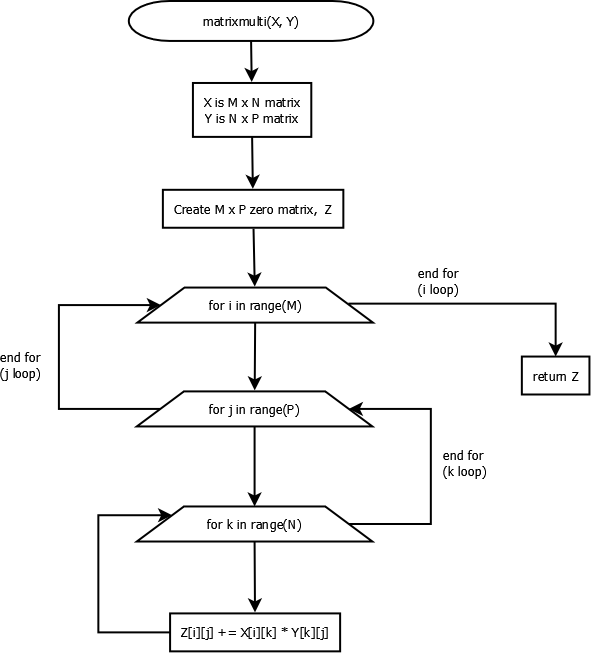 matrixmulti(X, Y)
X is M x N matrix
Y is N x P matrix
Create M x P zero matrix, Z
for i in range(M)
end for
(i loop)
return Z
end for
(j loop)
for j in range(P)
end for
(k loop)
for k in range(N)
Z[i][j] += X[i][k] * Y[k][j]